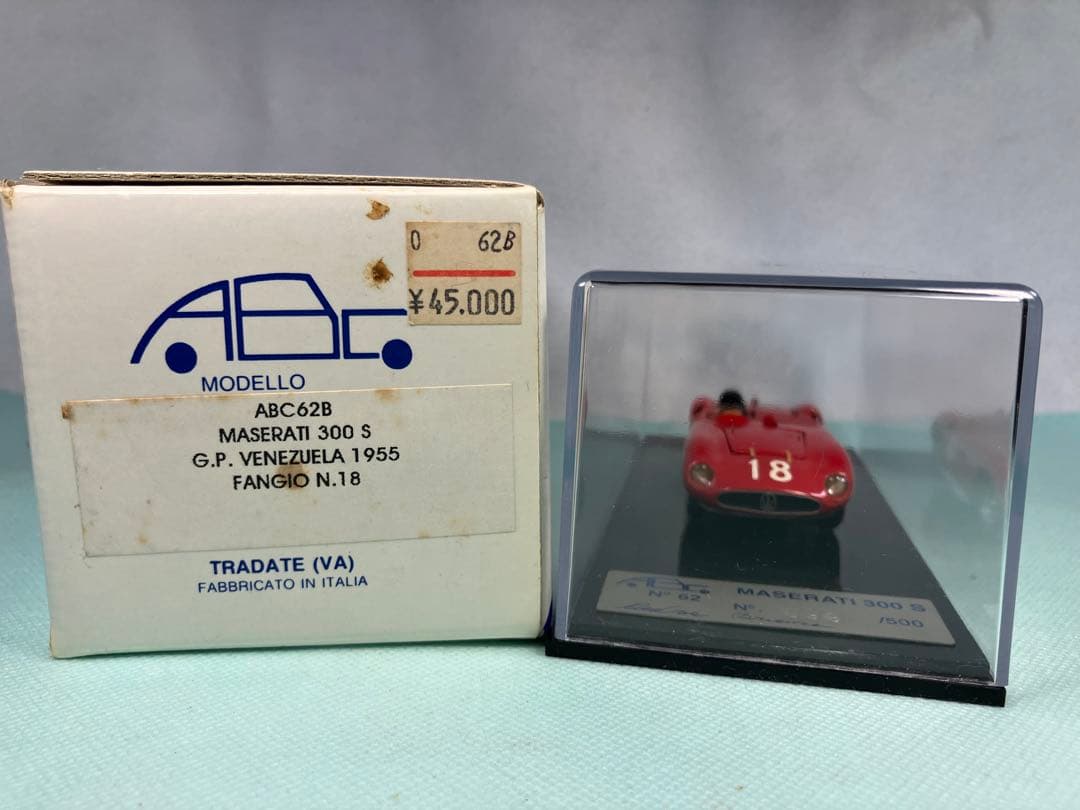 0 62B
¥45.000
ABC
MODELLO
ABC62B
MASERATI 300 S
G.P. VENEZUELA 1955
FANGIO N.18
TRADATE (VA)
FABBRICATO IN ITALIA
18
ABC
MASERATI 300 S
N° 62 N°. /500